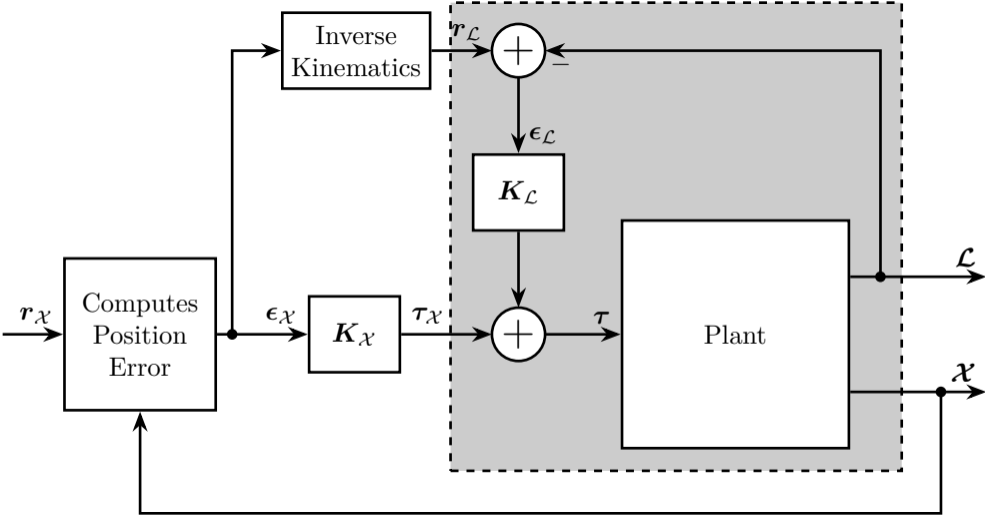 Inverse
Kinematics
r_ℒ
+
−
ϵ_ℒ
K_ℒ
Computes
Position
Error
r_𝒳
ϵ_𝒳
K_𝒳
τ_𝒳
+
τ
Plant
ℒ
𝒳